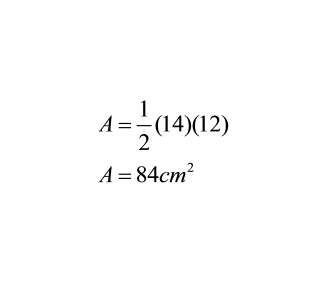 A = 1/2 (14)(12)
A = 84cm²